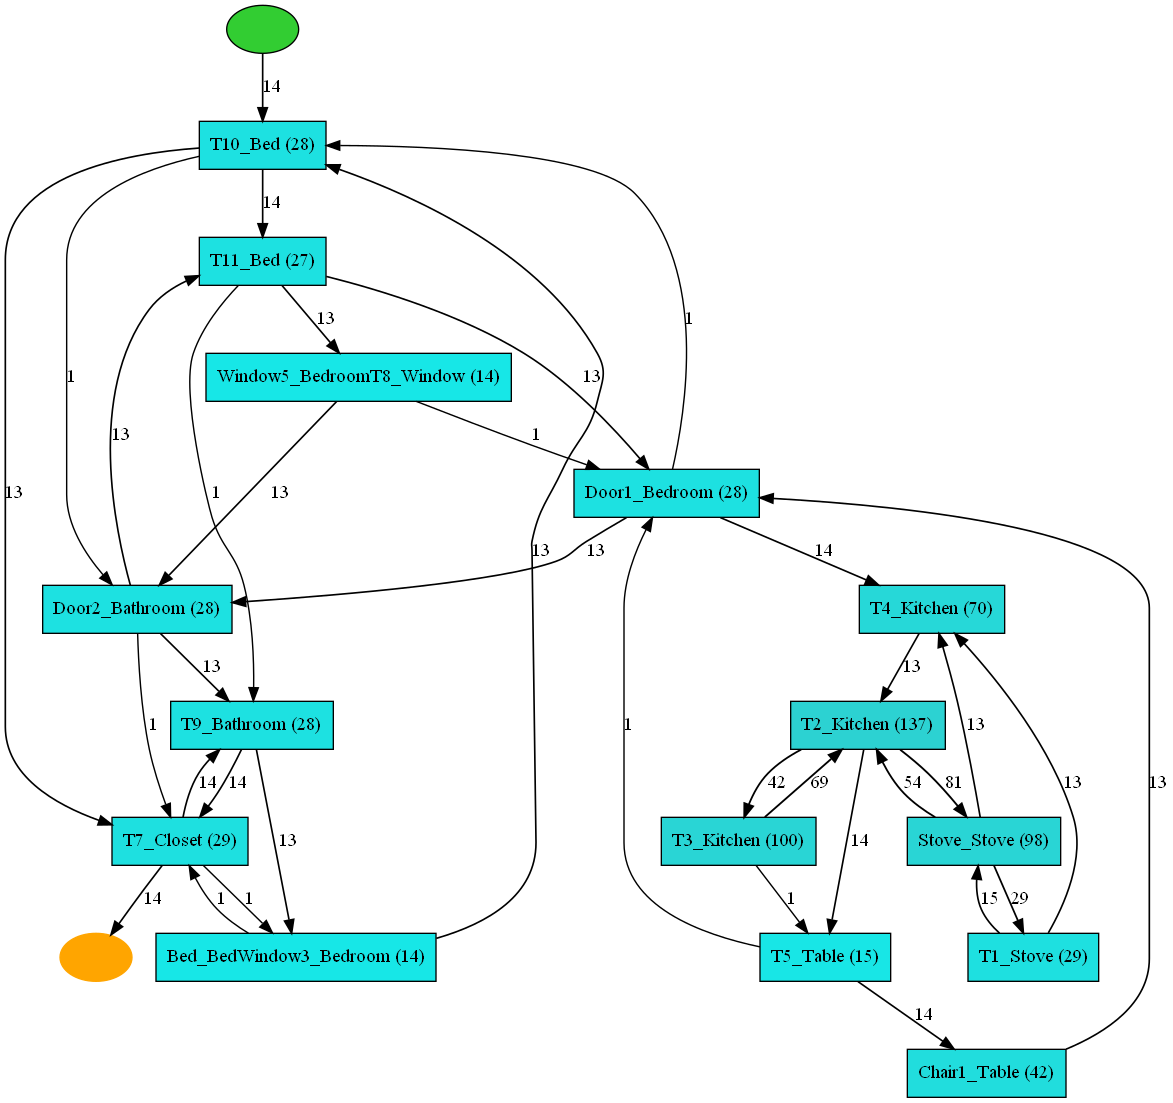 14
T10_Bed (28)
14
T11_Bed (27)
13
Window5_BedroomT8_Window (14)
13
1
1
13
1
13
1
13
13
Door1_Bedroom (28)
13
13
14
Door2_Bathroom (28)
T4_Kitchen (70)
13
13
T9_Bathroom (28)
T2_Kitchen (137)
1
1
13
13
14
14
42
69
54
81
13
T7_Closet (29)
T3_Kitchen (100)
Stove_Stove (98)
13
14
14
1
1
1
15
29
Bed_BedWindow3_Bedroom (14)
T5_Table (15)
T1_Stove (29)
14
Chair1_Table (42)